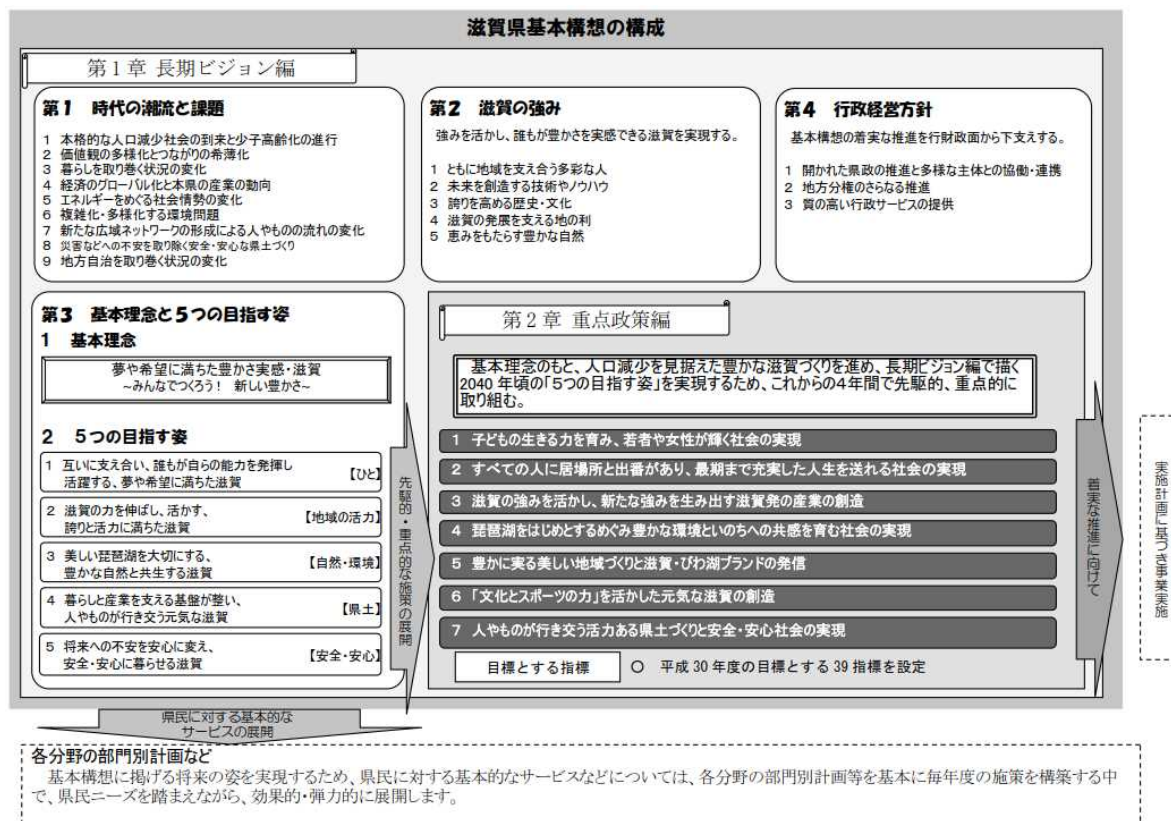 滋賀県基本構想の構成
第1章 長期ビジョン編
第1 時代の潮流と課題
1 本格的な人口減少社会の到来と少子高齢化の進行
2 価値観の多様化とつながりの希薄化
3 暮らしを取り巻く状況の変化
4 経済のグローバル化と本県の産業の動向
5 エネルギーをめぐる社会情勢の変化
6 複雑化・多様化する環境問題
7 新たな広域ネットワークの形成による人やものの流れの変化
8 災害などへの不安を取り除く安全・安心な県土づくり
9 地方自治を取り巻く状況の変化
第2 滋賀の強み
強みを活かし、誰もが豊かさを実感できる滋賀を実現する。
1 ともに地域を支え合う多彩な人
2 未来を創造する技術やノウハウ
3 誇りを高める歴史・文化
4 滋賀の発展を支える地の利
5 恵みをもたらす豊かな自然
第4 行政経営方針
基本構想の着実な推進を行財政面から下支えする。
1 開かれた県政の推進と多様な主体との協働・連携
2 地方分権のさらなる推進
3 質の高い行政サービスの提供
第3 基本理念と5つの目指す姿
1 基本理念
夢や希望に満ちた豊かさ実感・滋賀
~みんなでつくろう! 新しい豊かさ~
2 5つの目指す姿
1 互いに支え合い、誰もが自らの能力を発揮し
活躍する、夢や希望に満ちた滋賀 【ひと】
2 滋賀の力を伸ばし、活かす、
誇りと活力に満ちた滋賀 【地域の活力】
3 美しい琵琶湖を大切にする、
豊かな自然と共生する滋賀 【自然・環境】
4 暮らしと産業を支える基盤が整い、
人やものが行き交う元気な滋賀 【県土】
5 将来への不安を安心に変え、
安全・安心に暮らせる滋賀 【安全・安心】
先駆的・重点的な施策の展開
第2章 重点政策編
基本理念のもと、人口減少を見据えた豊かな滋賀づくりを進め、長期ビジョン編で描く
2040年頃の「5つの目指す姿」を実現するため、これからの4年間で先駆的、重点的に
取り組む。
1 子どもの生きる力を育み、若者や女性が輝く社会の実現
2 すべての人に居場所と出番があり、最期まで充実した人生を送れる社会の実現
3 滋賀の強みを活かし、新たな強みを生み出す滋賀発の産業の創造
4 琵琶湖をはじめとするめぐみ豊かな環境といのちへの共感を育む社会の実現
5 豊かに実る美しい地域づくりと滋賀・びわ湖ブランドの発信
6 「文化とスポーツの力」を活かした元気な滋賀の創造
7 人やものが行き交う活力ある県土づくりと安全・安心社会の実現
目標とする指標 ○ 平成30年度の目標とする39指標を設定
着実な推進に向けて
実施計画に基づき事業実施
県民に対する基本的な
サービスの展開
各分野の部門別計画など
基本構想に掲げる将来の姿を実現するため、県民に対する基本的なサービスなどについては、各分野の部門別計画等を基本に毎年度の施策を構築する中
で、県民ニーズを踏まえながら、効果的・弾力的に展開します。